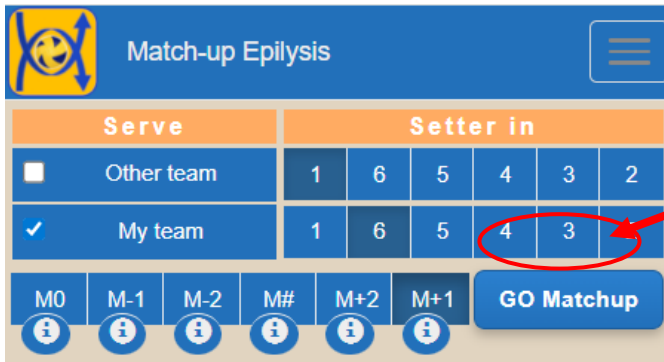 Match-up Epilysis
Serve Setter in
Other team 1 6 5 4 3 2
My team 1 6 5 4 3
M0 M-1 M-2 M# M+2 M+1 GO Matchup
i i i i i i